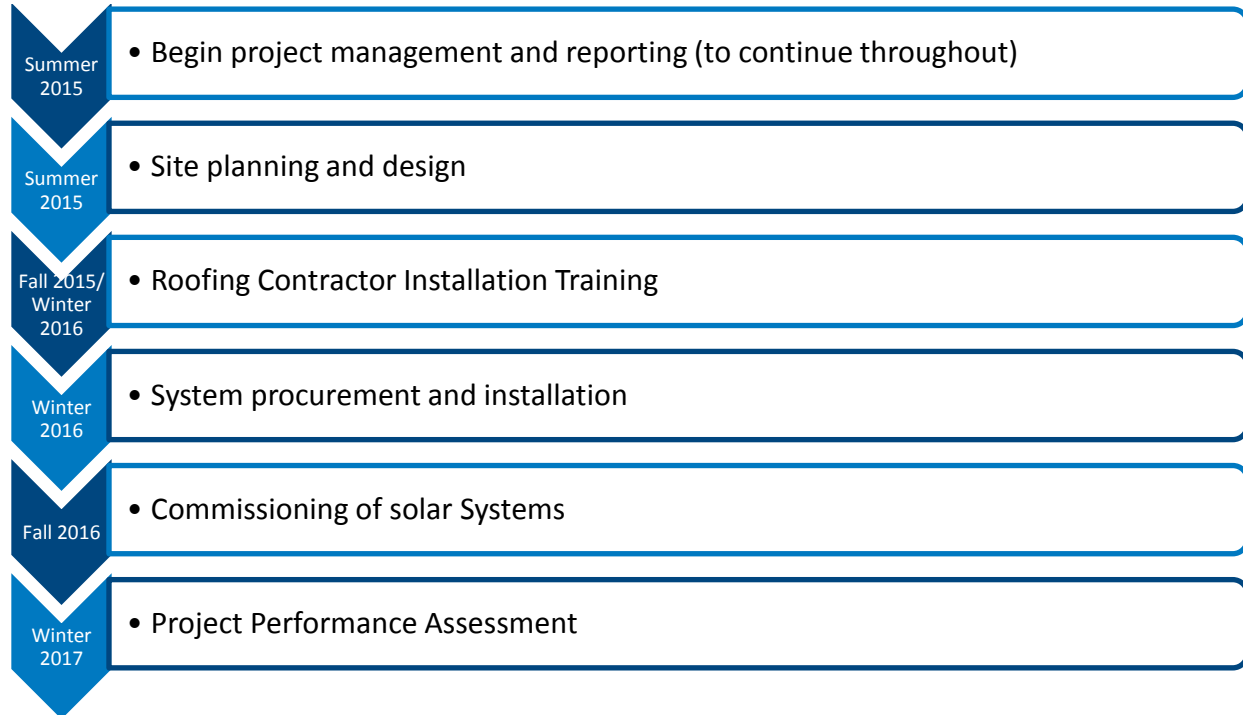 Summer
2015
• Begin project management and reporting (to continue throughout)
Summer
2015
• Site planning and design
Fall 2015/
Winter
2016
• Roofing Contractor Installation Training
Winter
2016
• System procurement and installation
Fall 2016
• Commissioning of solar Systems
Winter
2017
• Project Performance Assessment